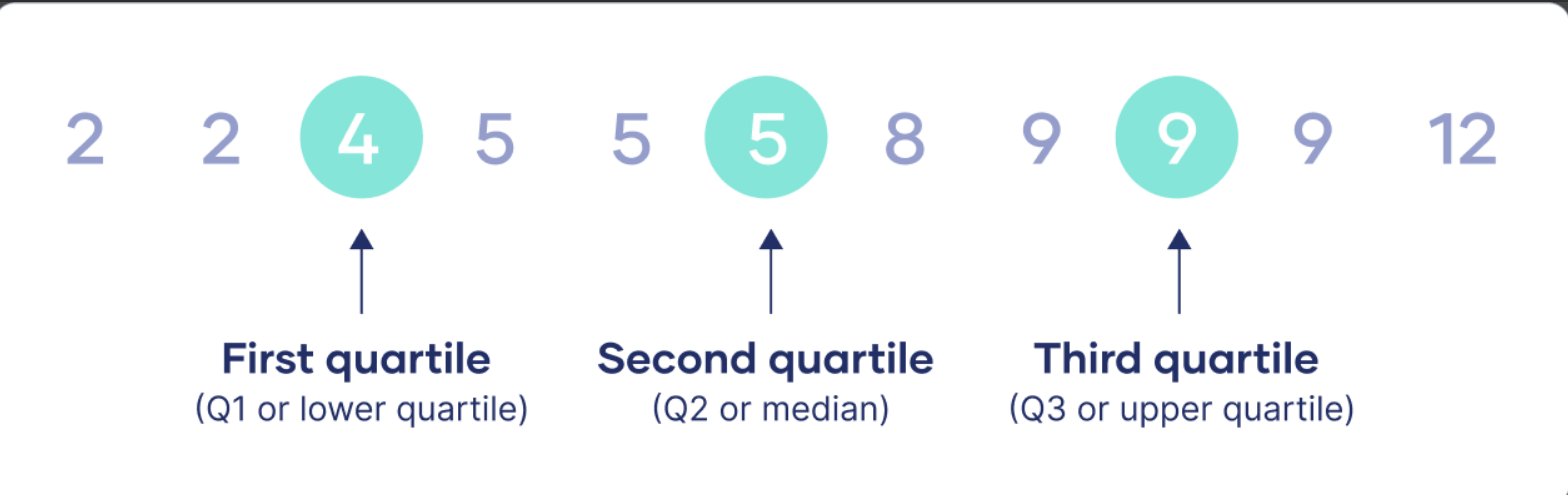 2 2 4 5 5 5 8 9 9 9 12
First quartile Second quartile Third quartile
(Q1 or lower quartile) (Q2 or median) (Q3 or upper quartile)